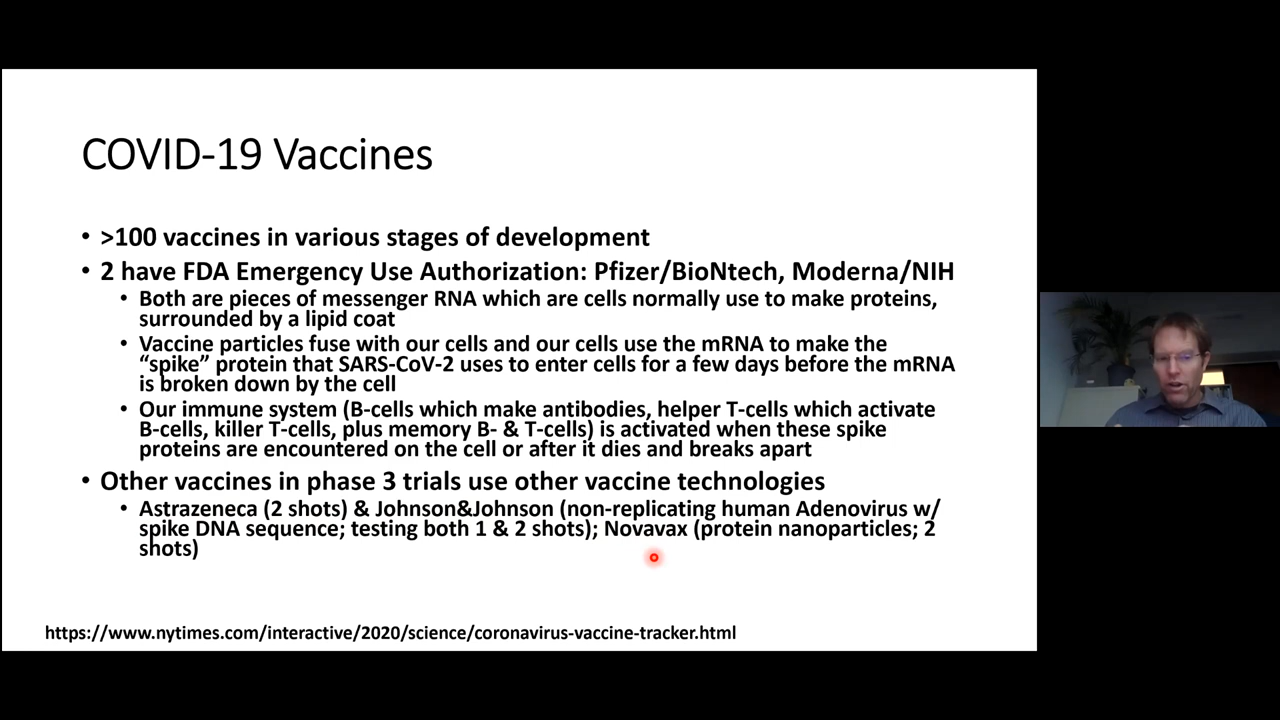 COVID-19 Vaccines
• >100 vaccines in various stages of development
• 2 have FDA Emergency Use Authorization: Pfizer/BioNtech, Moderna/NIH
• Both are pieces of messenger RNA which are cells normally use to make proteins,
surrounded by a lipid coat
• Vaccine particles fuse with our cells and our cells use the mRNA to make the
“spike” protein that SARS-CoV-2 uses to enter cells for a few days before the mRNA
is broken down by the cell
• Our immune system (B-cells which make antibodies, helper T-cells which activate
B-cells, killer T-cells, plus memory B- & T-cells) is activated when these spike
proteins are encountered on the cell or after it dies and breaks apart
• Other vaccines in phase 3 trials use other vaccine technologies
• Astrazeneca (2 shots) & Johnson&Johnson (non-replicating human Adenovirus w/
spike DNA sequence; testing both 1 & 2 shots); Novavax (protein nanoparticles; 2
shots)
https://www.nytimes.com/interactive/2020/science/coronavirus-vaccine-tracker.html